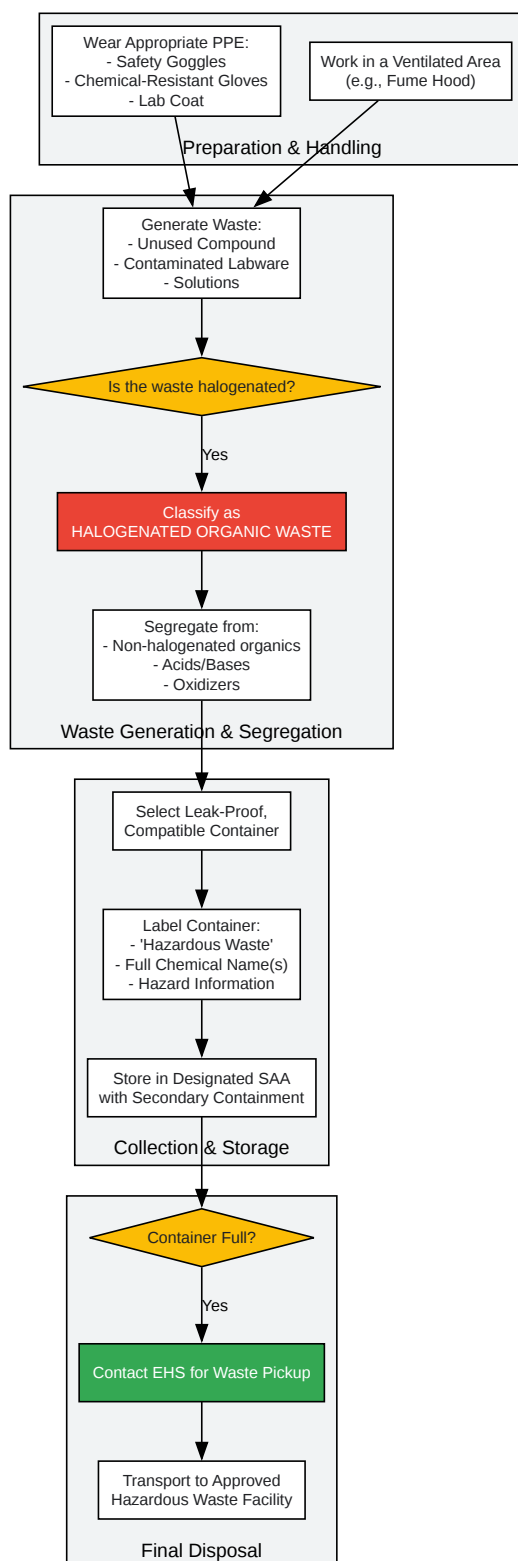 Wear Appropriate PPE:
- Safety Goggles
- Chemical-Resistant Gloves
- Lab Coat
Work in a Ventilated Area
(e.g., Fume Hood)
Preparation & Handling
Generate Waste:
- Unused Compound
- Contaminated Labware
- Solutions
Is the waste halogenated?
Yes
Classify as
HALOGENATED ORGANIC WASTE
Segregate from:
- Non-halogenated organics
- Acids/Bases
- Oxidizers
Waste Generation & Segregation
Select Leak-Proof,
Compatible Container
Label Container:
- 'Hazardous Waste'
- Full Chemical Name(s)
- Hazard Information
Store in Designated SAA
with Secondary Containment
Collection & Storage
Container Full?
Yes
Contact EHS for Waste Pickup
Transport to Approved
Hazardous Waste Facility
Final Disposal